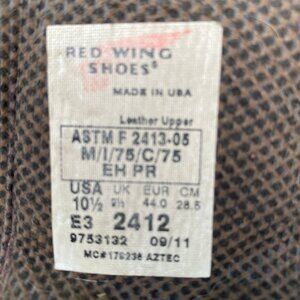 RED WING
SHOES®
MADE IN USA
Leather Upper
ASTM F 2413-05
M/I/75/C/75
EH PR
USA UK EUR CM
10½ 9½ 44.0 28.5
E3 2412
9753132 09/11
MC#178238 AZTEC